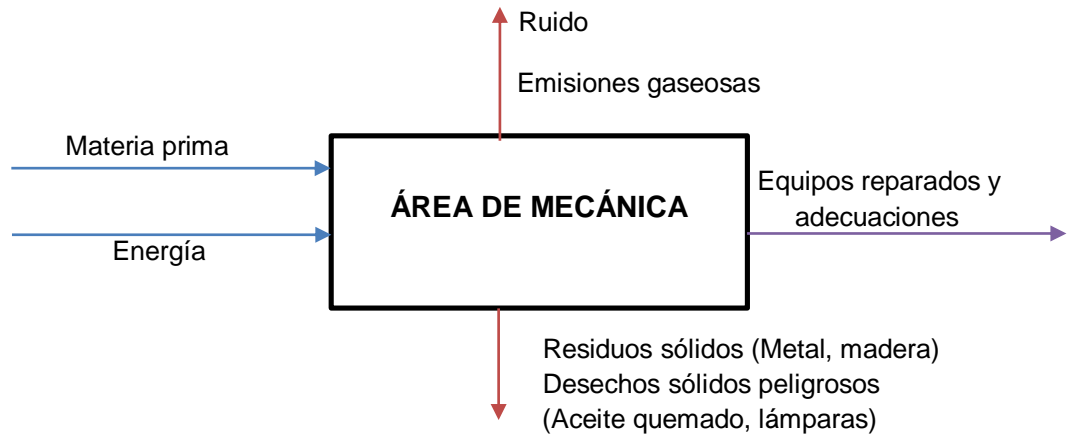 Ruido
Emisiones gaseosas
Materia prima
ÁREA DE MECÁNICA
Equipos reparados y
adecuaciones
Energía
Residuos sólidos (Metal, madera)
Desechos sólidos peligrosos
(Aceite quemado, lámparas)